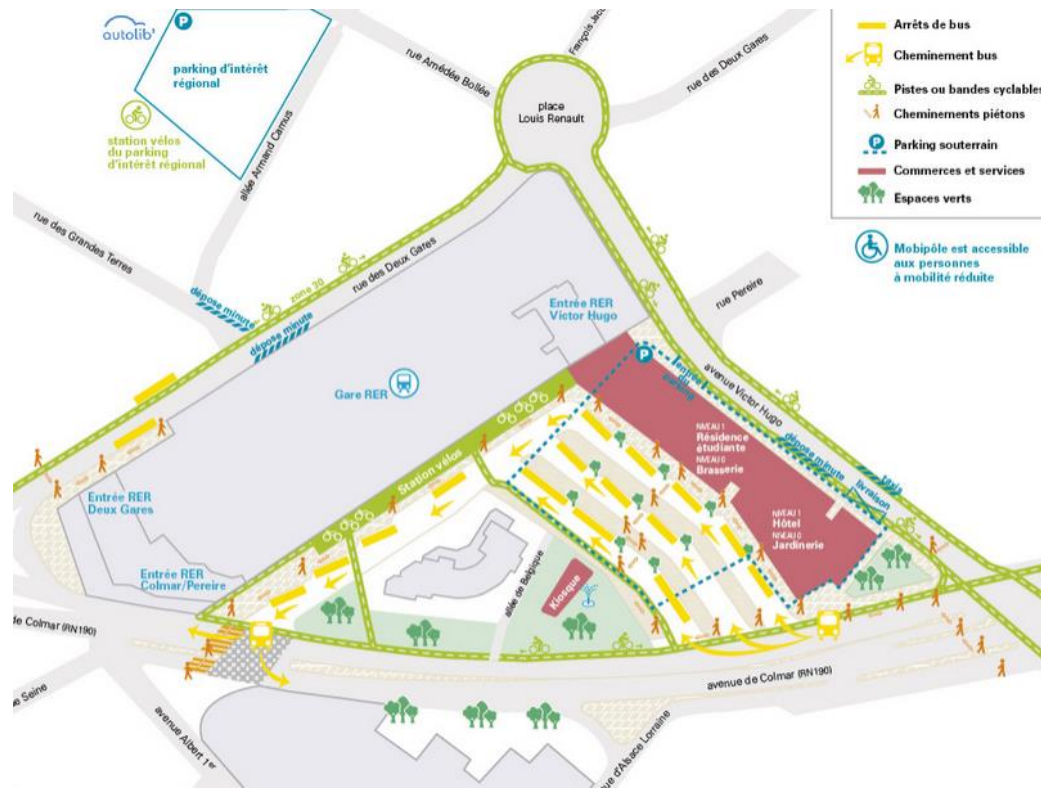 autolib'
P
parking d'intérêt
régional
station vélos
du parking
d'intérêt régional
allée Armand Camus
rue Amédée Bollée
place
Louis Renault
rue des Deux Gares
Arrêts de bus
Cheminement bus
Pistes ou bandes cyclables
Cheminements piétons
P
Parking souterrain
Commerces et services
Espaces verts
Mobipôle est accessible
aux personnes
à mobilité réduite
rue des Grandes Terres
dépose minute
zone 30
rue des Deux Gares
dépose minute
Entrée RER
Victor Hugo
rue Pereire
Gare RER
P
entrée
du
parking
avenue Victor Hugo
NIVEAU 1
Résidence
étudiante
NIVEAU 0
Brasserie
dépose minute
taxis
livraison
NIVEAU 1
Hôtel
NIVEAU 0
Jardinerie
Station vélos
Entrée RER
Deux Gares
Entrée RER
Colmar/Pereire
allée de Belgique
Kiosque
de Colmar (RN190)
avenue de Colmar (RN190)
Seine
avenue Albert 1er
d'Alsace Lorraine